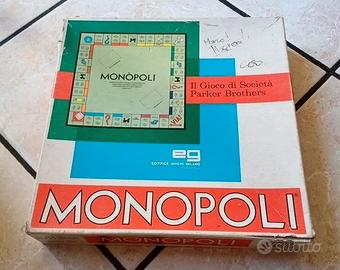 MONOPOLI
Il Gioco di Società
Parker Brothers
eg
EDITRICE GIOCHI MILANO
MONOPOLI
MONOPOLI
subito